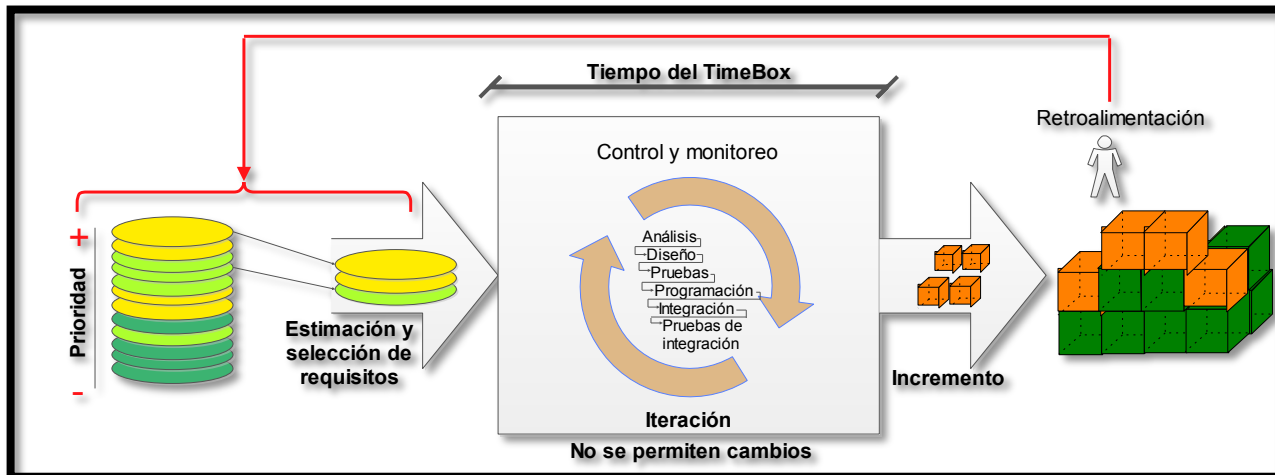 Tiempo del TimeBox
Retroalimentación
Control y monitoreo
+
Prioridad
-
Estimación y
selección de
requisitos
Análisis
Diseño
Pruebas
Programación
Integración
Pruebas de
integración
Incremento
Iteración
No se permiten cambios